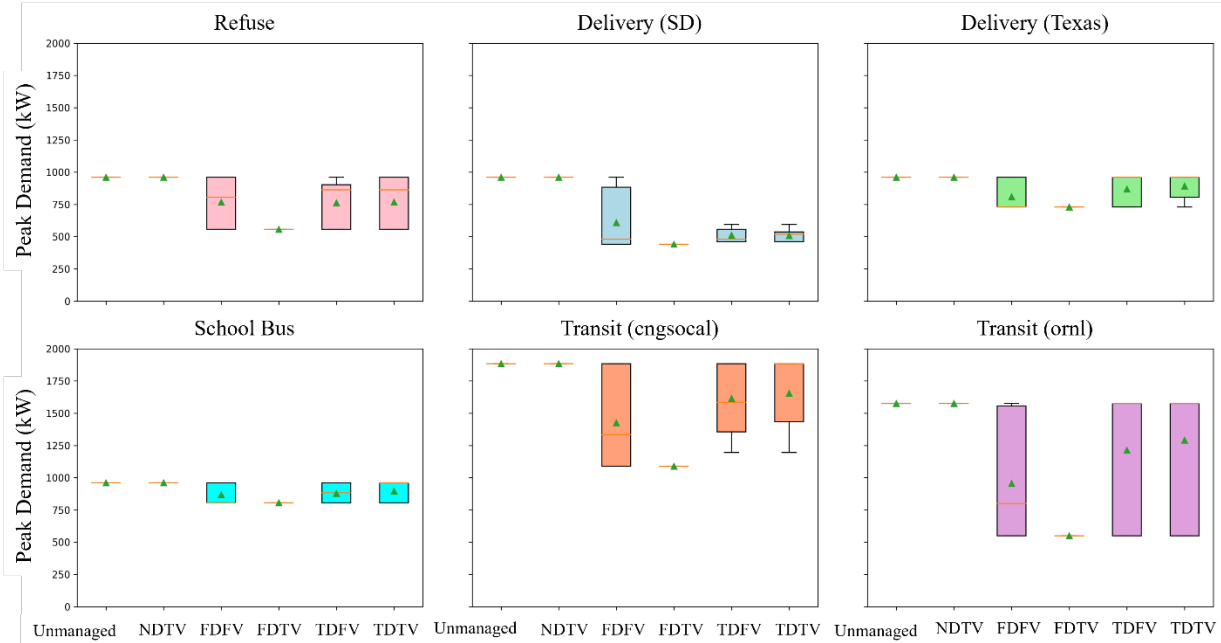 Refuse
Delivery (SD)
Delivery (Texas)
Peak Demand (kW)
2000
1750
1500
1250
1000
750
500
250
0
School Bus
Transit (cngsocal)
Transit (ornl)
Peak Demand (kW)
2000
1750
1500
1250
1000
750
500
250
0
Unmanaged NDTV FDFV FDTV TDFV TDTV
Unmanaged NDTV FDFV FDTV TDFV TDTV
Unmanaged NDTV FDFV FDTV TDFV TDTV